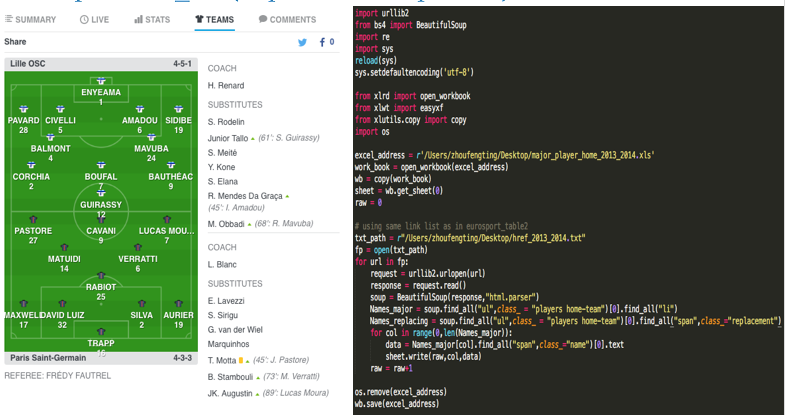 SUMMARY LIVE STATS TEAMS COMMENTS
Share 0
Lille OSC 4-5-1
ENYEAMA
1
PAVARD CIVELLI AMADOU SIDIBE
28 5 6 19
BALMONT MAVUBA
4 24
CORCHIA BOUFAL BAUTHÉAC
2 7 9
GUIRASSY
12
PASTORE CAVANI LUCAS MOU...
27 9 7
MATUIDI VERRATTI
14 6
RABIOT
25
MAXWELL DAVID LUIZ SILVA AURIER
17 32 2 19
TRAPP
16
Paris Saint-Germain 4-3-3
REFEREE: FRÉDY FAUTREL
COACH
H. Renard
SUBSTITUTES
S. Rodelin
Junior Tallo (61': S. Guirassy)
S. Meité
Y. Kone
S. Elana
R. Mendes Da Graça
(45': I. Amadou)
M. Obbadi (68': R. Mavuba)
COACH
L. Blanc
SUBSTITUTES
E. Lavezzi
S. Sirigu
G. van der Wiel
Marquinhos
T. Motta (45': J. Pastore)
B. Stambouli (73': M. Verratti)
JK. Augustin (89': Lucas Moura)
import urllib2
from bs4 import BeautifulSoup
import re
import sys
reload(sys)
sys.setdefaultencoding('utf-8')
from xlrd import open_workbook
from xlwt import easyxf
from xlutils.copy import copy
import os
excel_address = r'/Users/zhoufengting/Desktop/major_player_home_2013_2014.xls'
work_book = open_workbook(excel_address)
wb = copy(work_book)
sheet = wb.get_sheet(0)
raw = 0
# using same link list as in eurosport_table2
txt_path = r"/Users/zhoufengting/Desktop/href_2013_2014.txt"
fp = open(txt_path)
for url in fp:
    request = urllib2.urlopen(url)
    response = request.read()
    soup = BeautifulSoup(response,"html.parser")
    Names_major = soup.find_all("ul",class_ = "players home-team")[0].find_all("li")
    Names_replacing = soup.find_all("ul",class_ = "players home-team")[0].find_all("span",class_="replacement")
    for col in range(0,len(Names_major)):
        data = Names_major[col].find_all("span",class_="name")[0].text
        sheet.write(raw,col,data)
    raw = raw+1
os.remove(excel_address)
wb.save(excel_address)